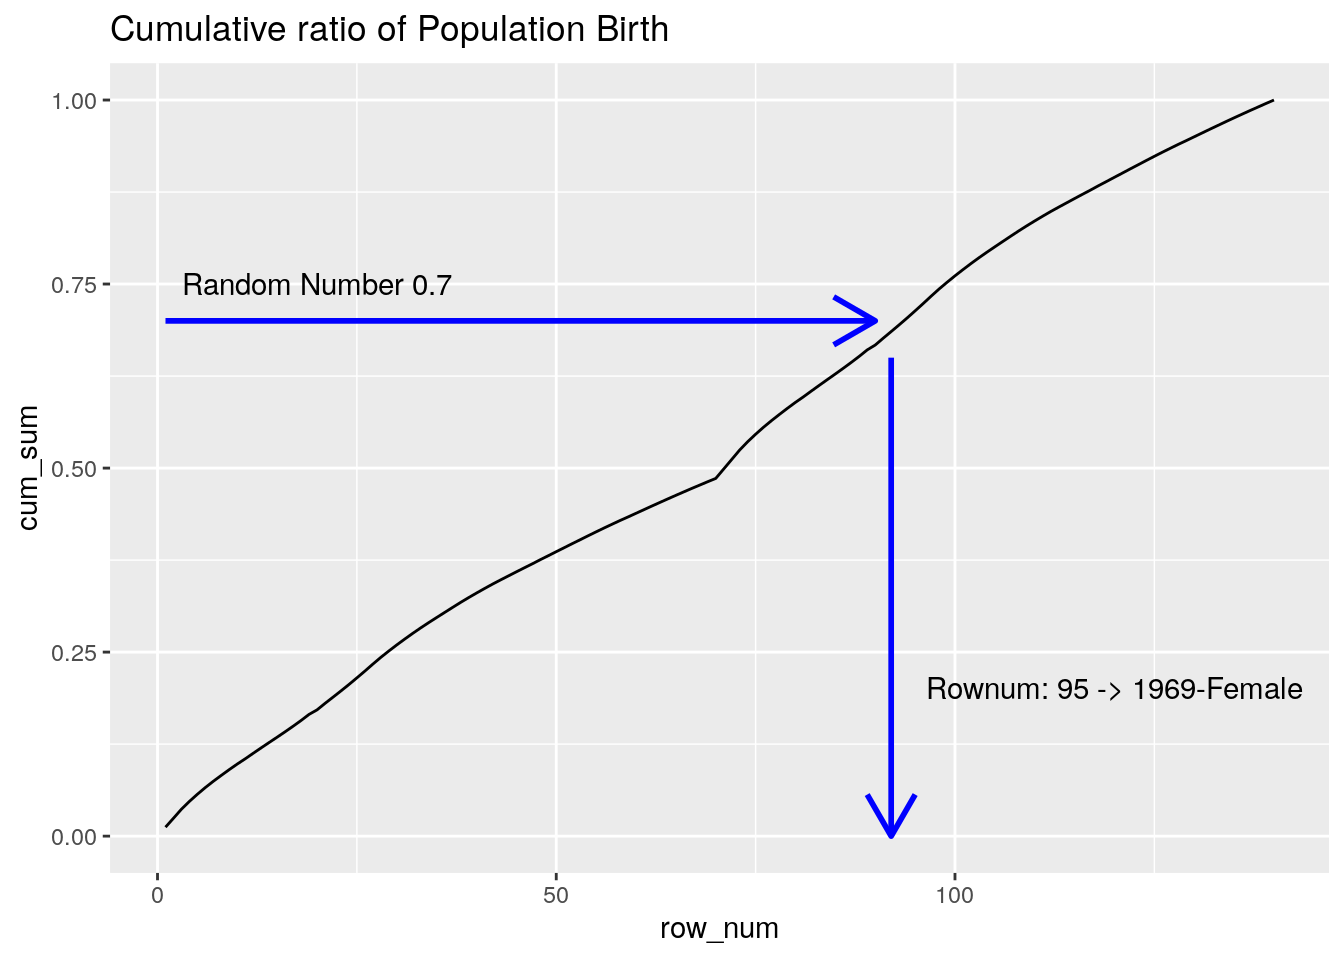 Cumulative ratio of Population Birth
1.00
0.75
0.50
0.25
0.00
cum_sum
Random Number 0.7
Rownum: 95 -> 1969-Female
0
50
100
row_num